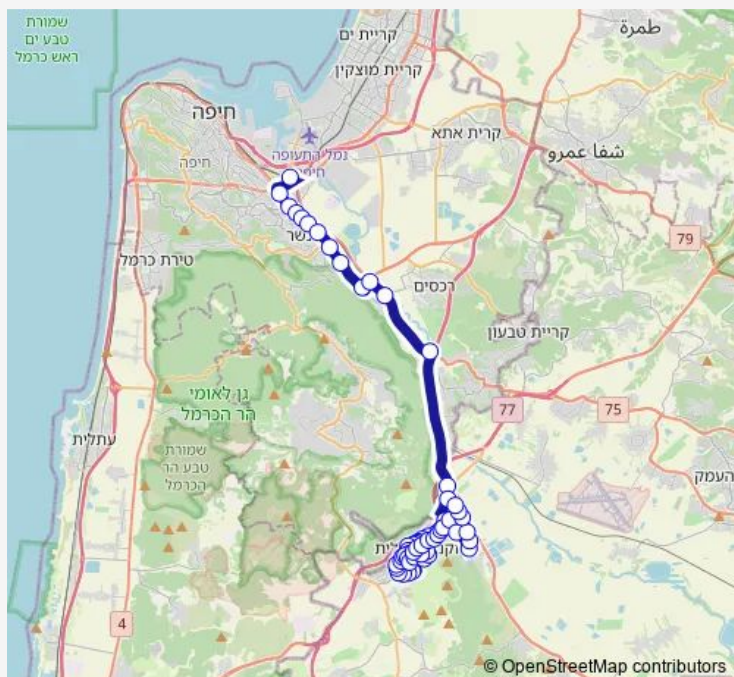 שמורת
טבע ים
ראש כרמל
קריית ים
טמרה
קריית מוצקין
חיפה
קרית אתא
שפא עמרו
נמל התעופה
חיפה
חיפה
נשר
79
טירת כרמל
רכסים
קריית טבעון
גן לאומי
הר הכרמל
77
75
עתלית
שמורת
טבע הר
הכרמל
העמק
4
© OpenStreetMap contributors